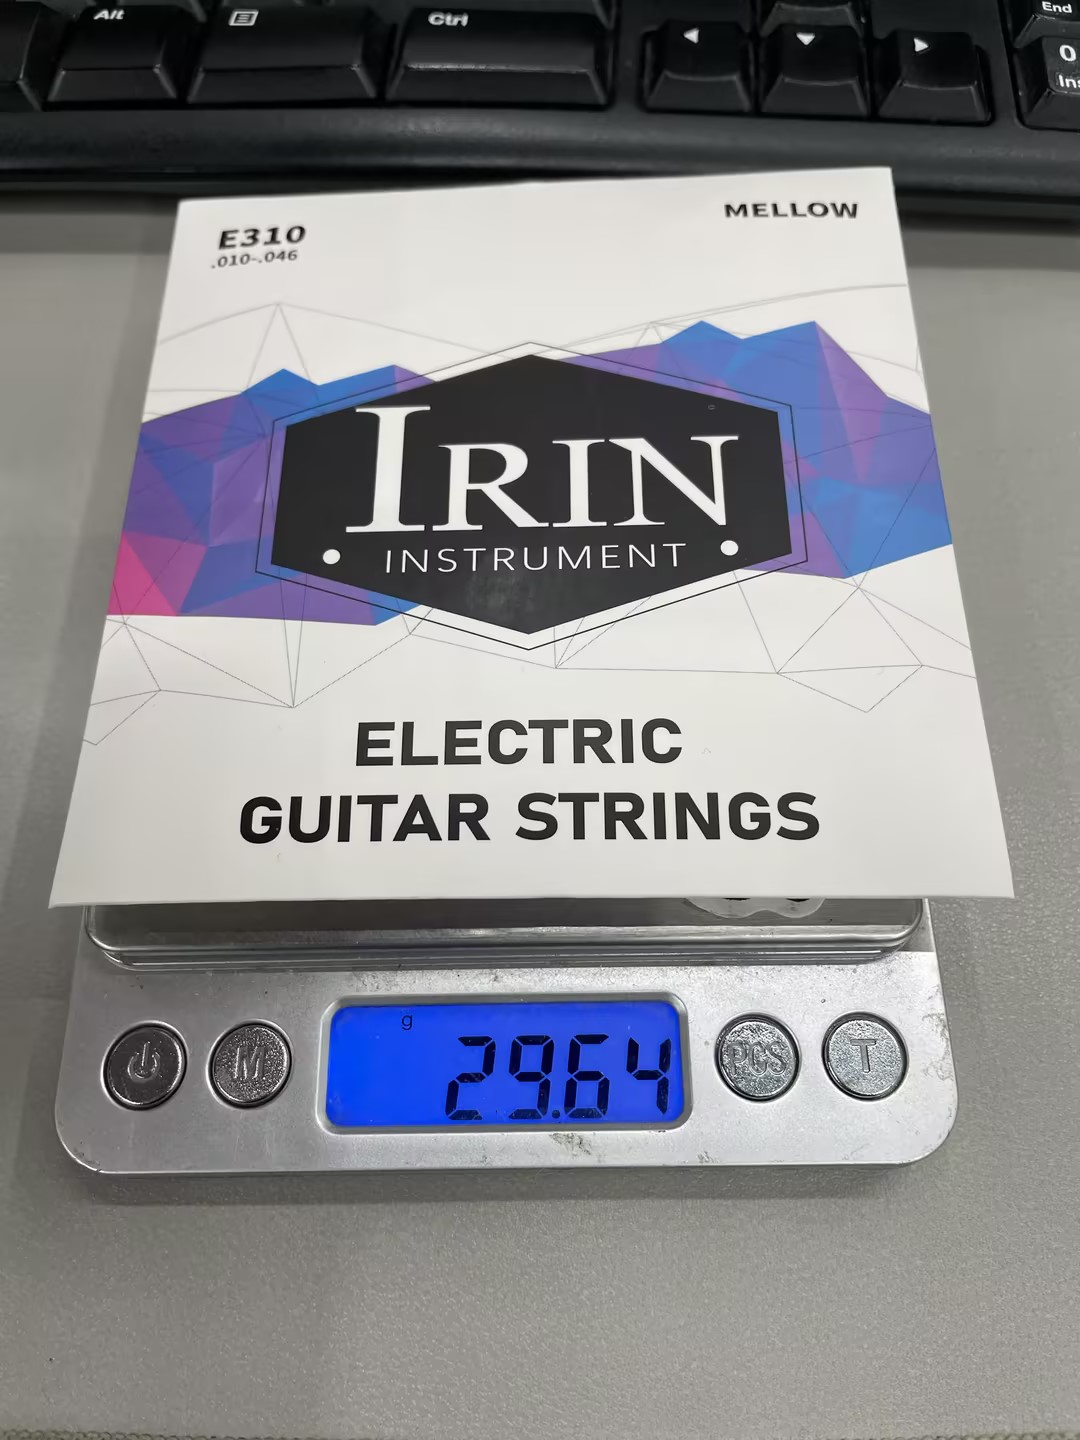 Alt
Ctrl
End
0
Ins
E310
.010-.046
MELLOW
IRIN
INSTRUMENT
ELECTRIC
GUITAR STRINGS
g
29.64
M
PCS
T